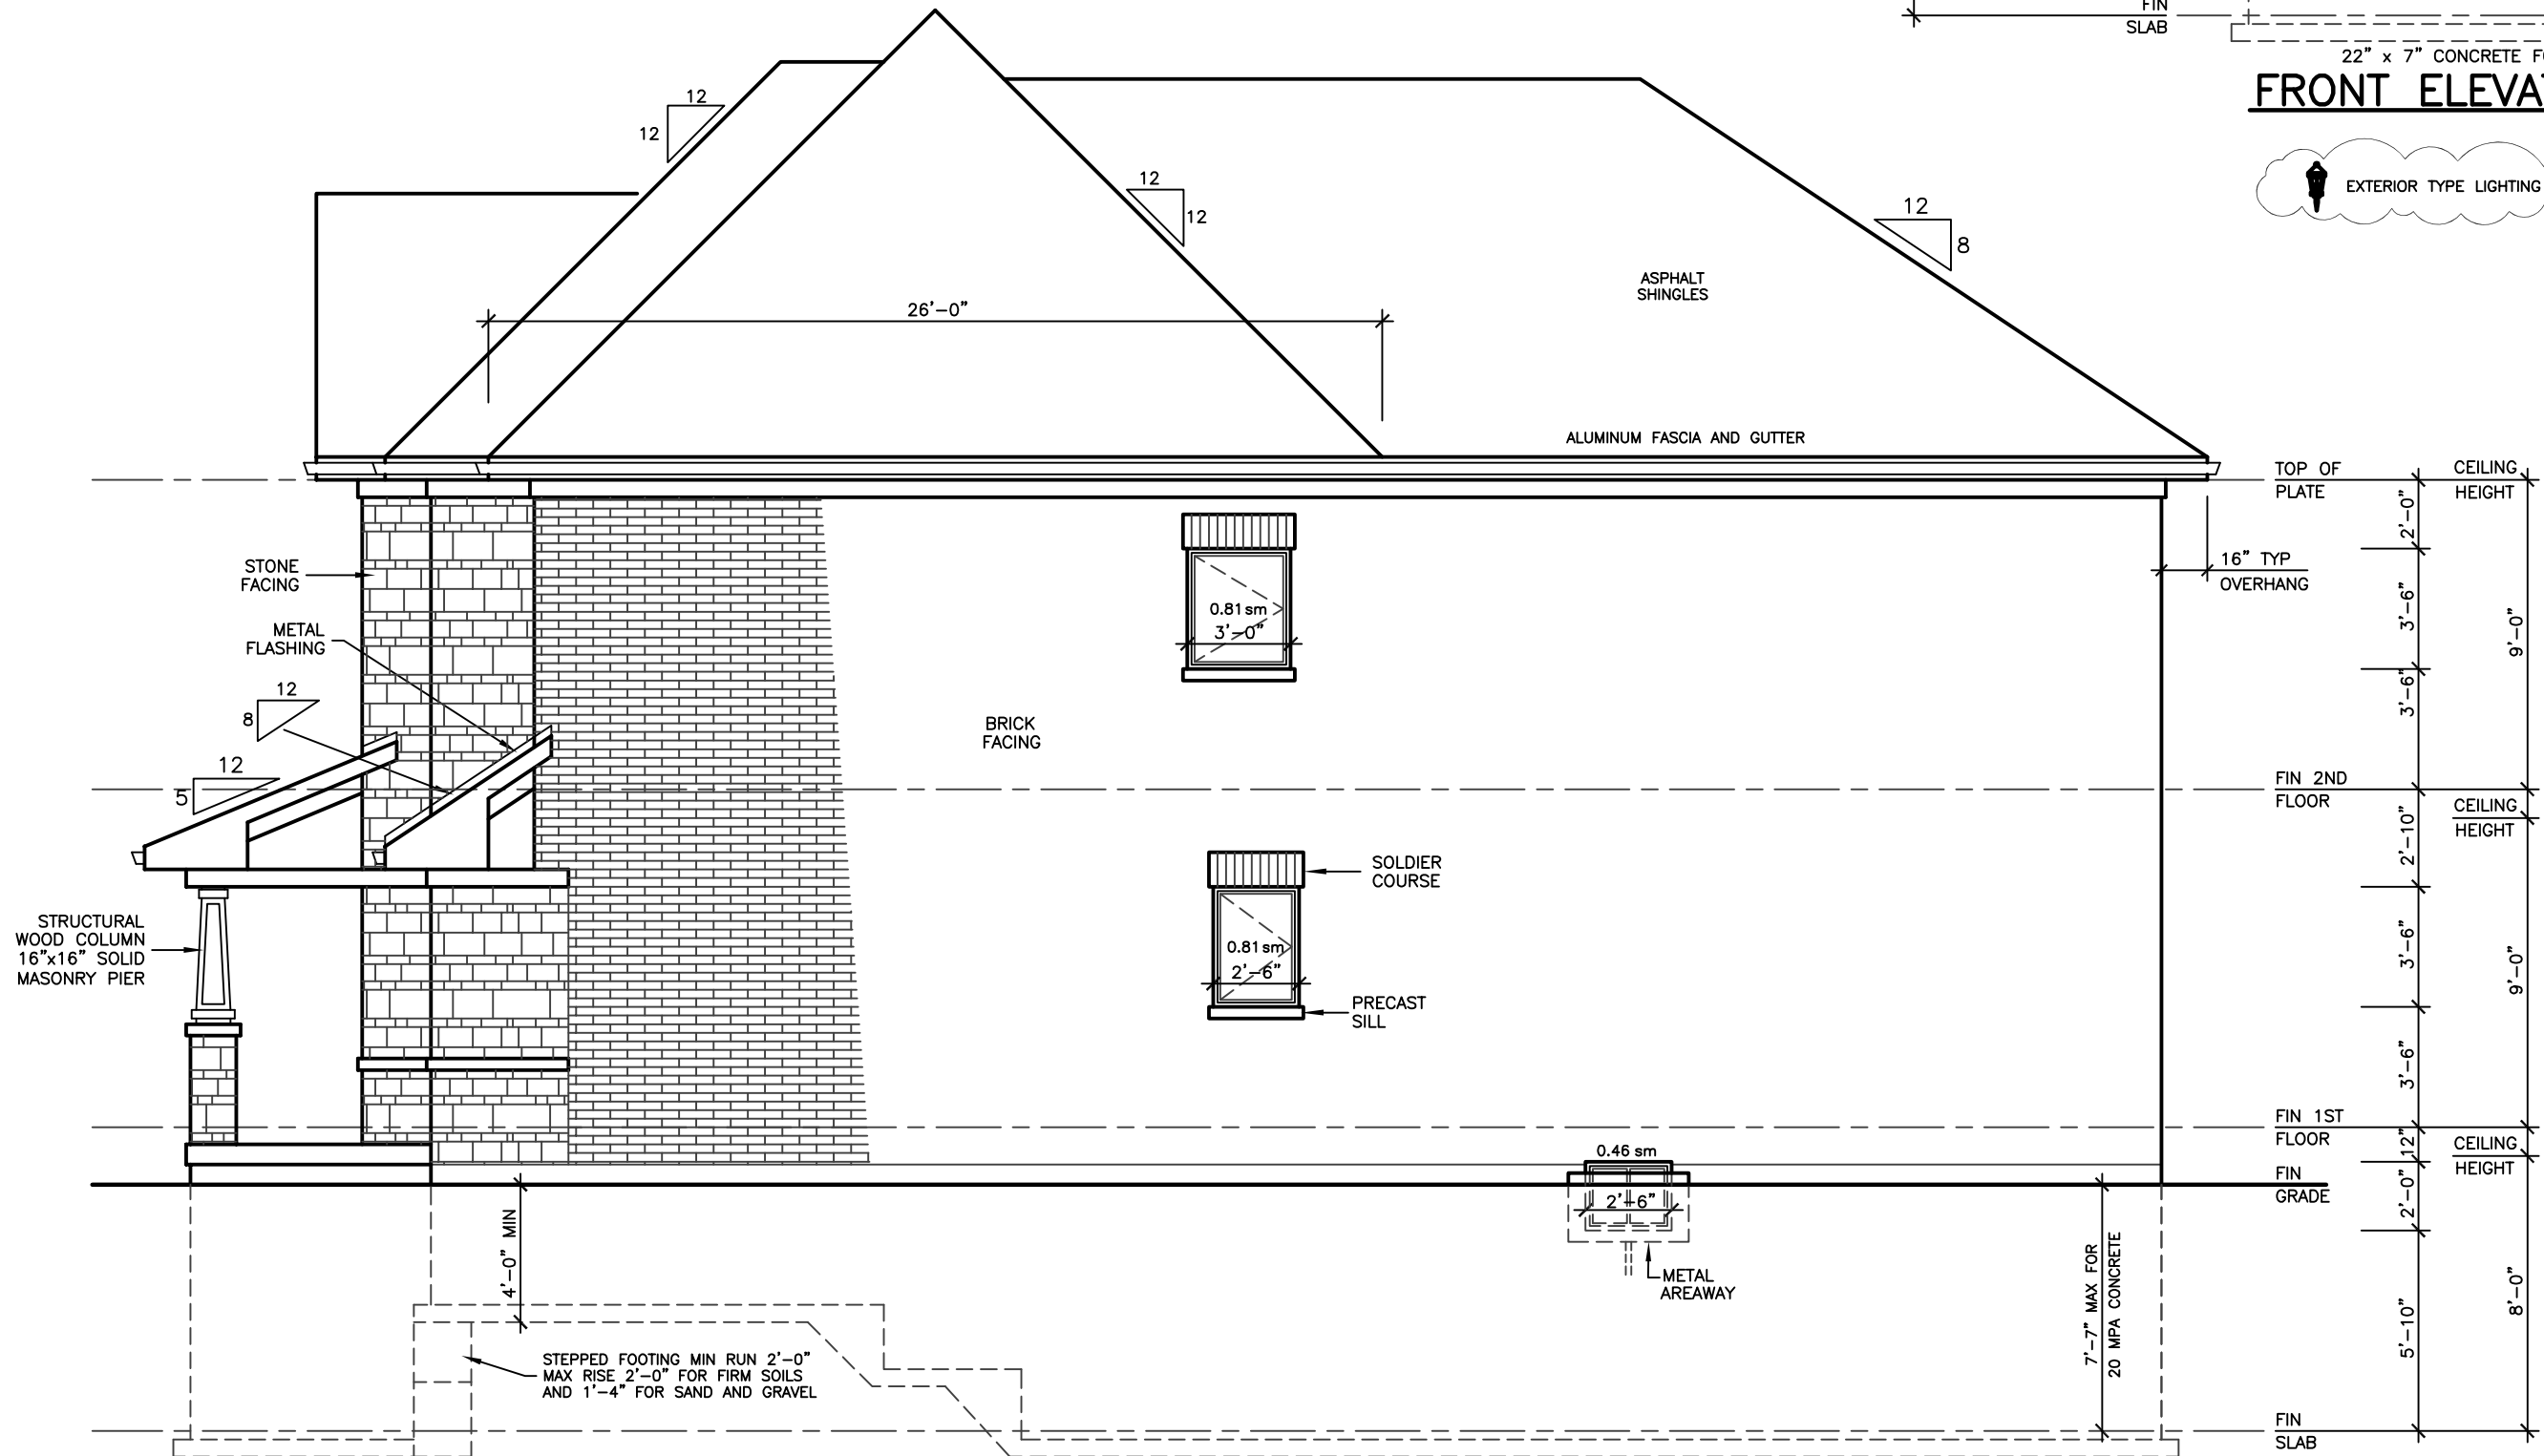 FIN
SLAB
22" x 7" CONCRETE
FRONT
EXTERIOR TYPE LIGHTING
12
12
12
12
12
8
ASPHALT
SHINGLES
26'-0"
ALUMINUM FASCIA AND GUTTER
TOP OF
PLATE
CEILING
HEIGHT
2'-0"
STONE
FACING
16" TYP
OVERHANG
0.81sm
3'-0"
3'-6"
9'-0"
METAL
FLASHING
3'-6"
12
8
BRICK
FACING
12
5
FIN 2ND
FLOOR
CEILING
HEIGHT
2'-10"
SOLDIER
COURSE
STRUCTURAL
WOOD COLUMN
16"x16" SOLID
MASONRY PIER
0.81sm
2'-6"
3'-6"
9'-0"
PRECAST
SILL
3'-6"
FIN 1ST
FLOOR
12"
CEILING
HEIGHT
0.46 sm
FIN
GRADE
2'-6"
2'-0"
4'-0" MIN
METAL
AREAWAY
7'-7" MAX FOR
20 MPA CONCRETE
8'-0"
5'-10"
STEPPED FOOTING MIN RUN 2'-0"
MAX RISE 2'-0" FOR FIRM SOILS
AND 1'-4" FOR SAND AND GRAVEL
FIN
SLAB